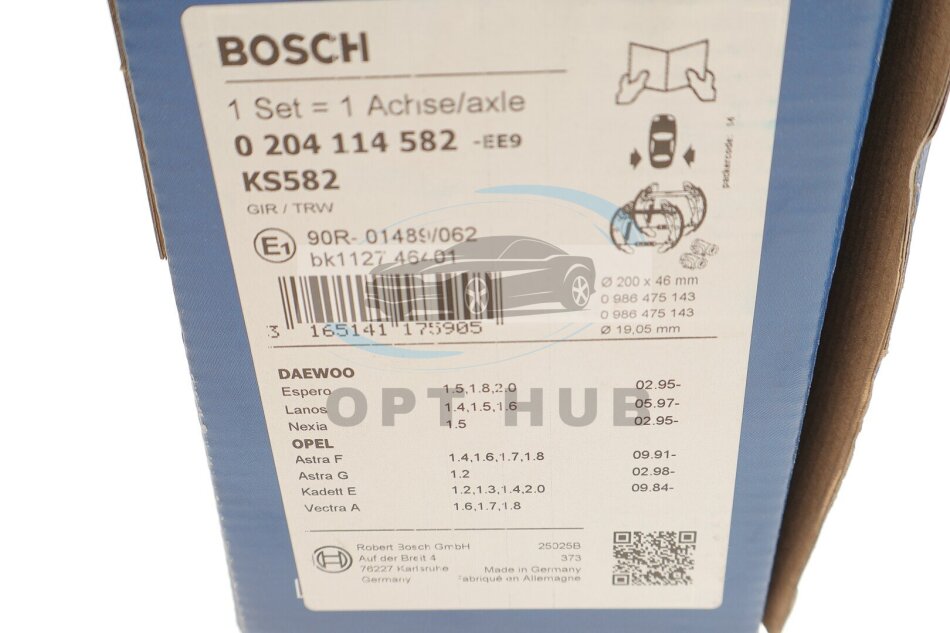 BOSCH
1 Set = 1 Achse/axle
0 204 114 582 -EE9
KS582
GIR / TRW
E1
90R- 01489/062
bk1127 46401
3 165141 175905
packercode: 14
Ø 200 x 46 mm
0 986 475 143
0 986 475 143
Ø 19,05 mm
DAEWOO
Espero 1.5,1.8,2.0 02.95-
Lanos 1.4,1.5,1.6 05.97-
Nexia 1.5 02.95-
OPEL
Astra F 1.4,1.6,1.7,1.8 09.91-
Astra G 1.2 02.98-
Kadett E 1.2,1.3,1.4,2.0 09.84-
Vectra A 1.6,1.7,1.8
OPT HUB
Robert Bosch GmbH 25025B
Auf der Breit 4 373
76227 Karlsruhe Made in Germany
Germany Fabriqué en Allemagne